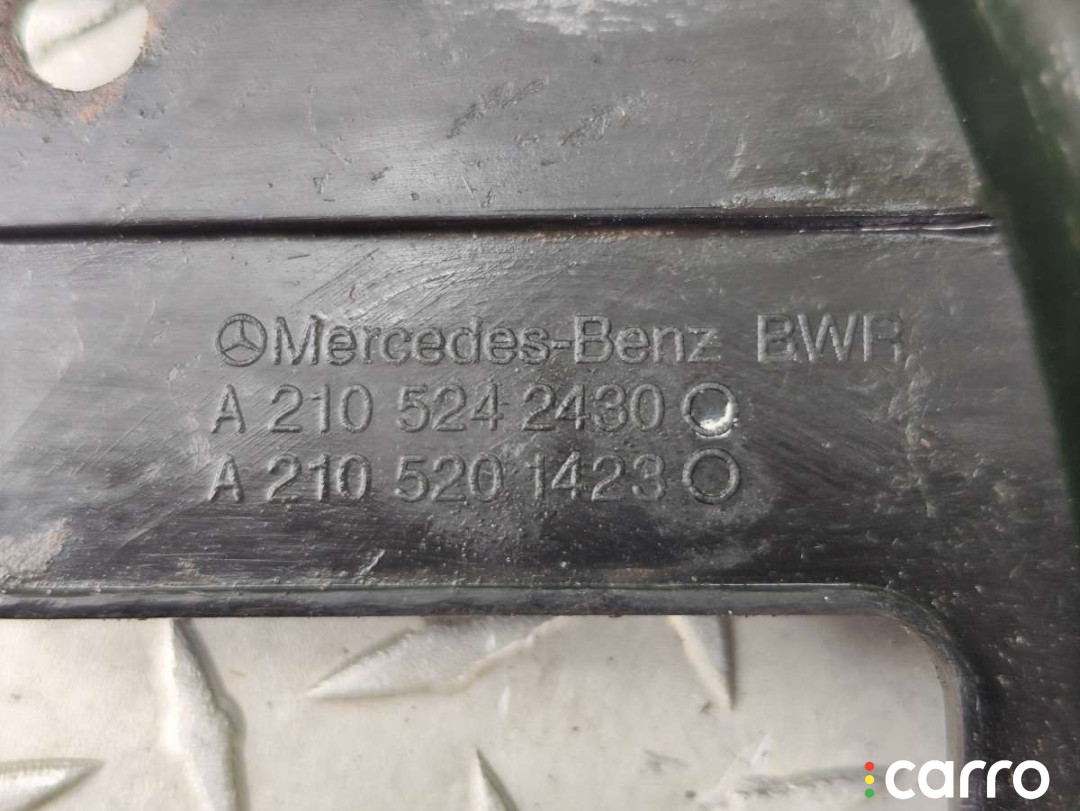 Mercedes-Benz BWR
A 210 524 2430
A 210 520 1423
carro